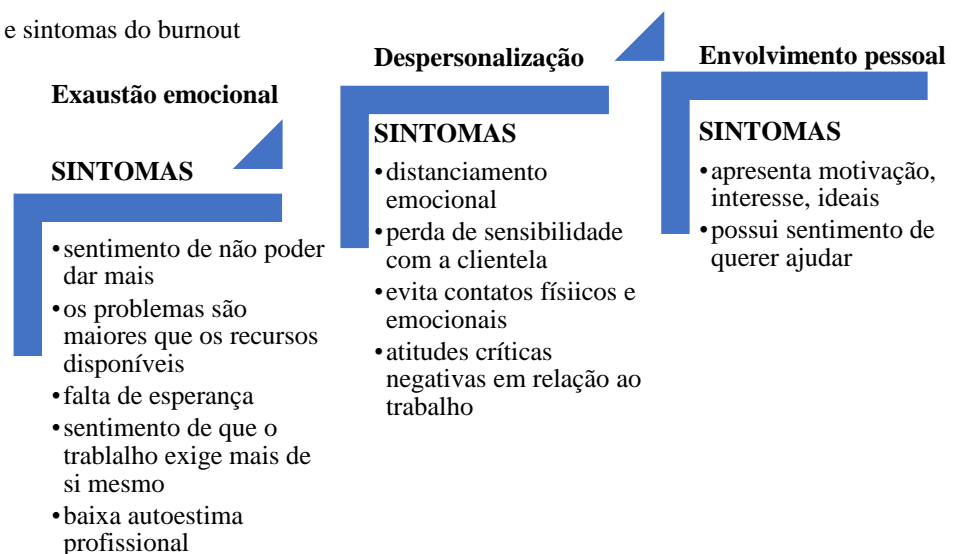 e sintomas do burnout
Exaustão emocional
SINTOMAS
•sentimento de não poder
dar mais
•os problemas são
maiores que os recursos
disponíveis
•falta de esperança
•sentimento de que o
trablalho exige mais de
si mesmo
•baixa autoestima
profissional
Despersonalização
SINTOMAS
•distanciamento
emocional
•perda de sensibilidade
com a clientela
•evita contatos físiicos e
emocionais
•atitudes críticas
negativas em relação ao
trabalho
Envolvimento pessoal
SINTOMAS
•apresenta motivação,
interesse, ideais
•possui sentimento de
querer ajudar